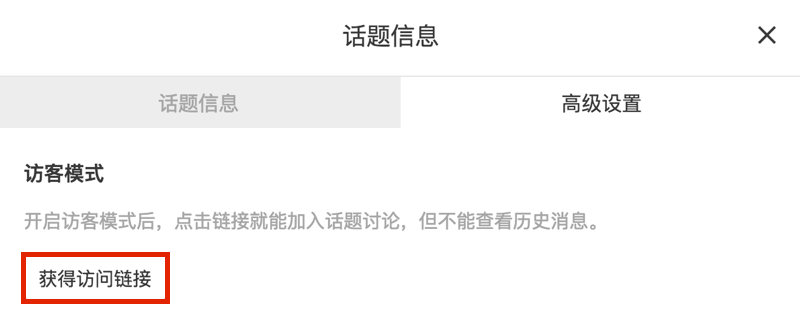 话题信息
话题信息
高级设置
访客模式
开启访客模式后，点击链接就能加入话题讨论，但不能查看历史消息。
获得访问链接